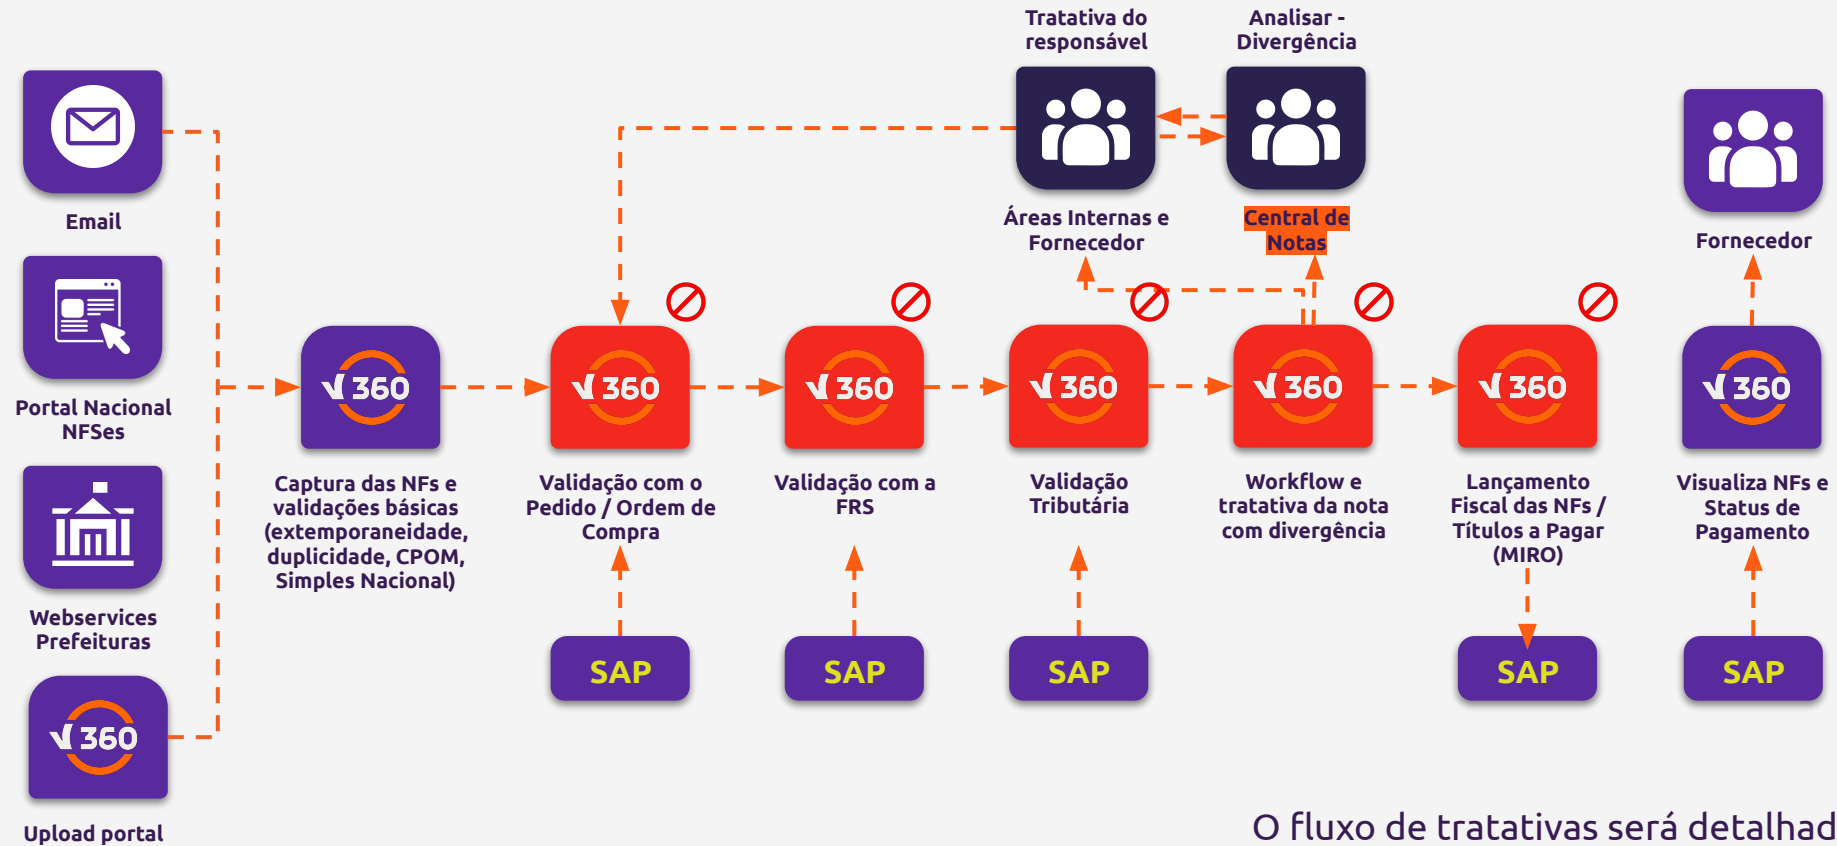 Tratativa do
responsável
Analisar -
Divergência
Email
Áreas Internas e
Fornecedor
Central de
Notas
Fornecedor
Portal Nacional
NFSes
360
360
360
360
360
360
360
Captura das NFs e
validações básicas
(extemporaneidade,
duplicidade, CPOM,
Simples Nacional)
Validação com o
Pedido / Ordem de
Compra
Validação com a
FRS
Validação
Tributária
Workflow e
tratativa da nota
com divergência
Lançamento
Fiscal das NFs /
Títulos a Pagar
(MIRO)
Visualiza NFs e
Status de
Pagamento
Webservices
Prefeituras
SAP
SAP
SAP
SAP
SAP
360
Upload portal
O fluxo de tratativas será detalhad